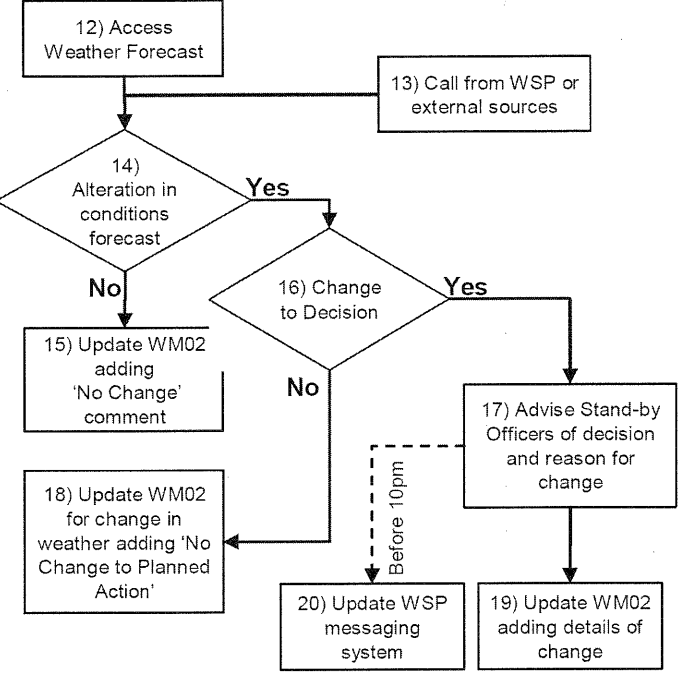 12) Access
Weather Forecast
13) Call from WSP or
external sources
14)
Alteration in
conditions
forecast
Yes
No
15) Update WM02
adding
‘No Change’
comment
16) Change
to Decision
Yes
No
17) Advise Stand-by
Officers of decision
and reason for
change
18) Update WM02
for change in
weather adding ‘No
Change to Planned
Action’
Before 10pm
20) Update WSP
messaging
system
19) Update WM02
adding details of
change